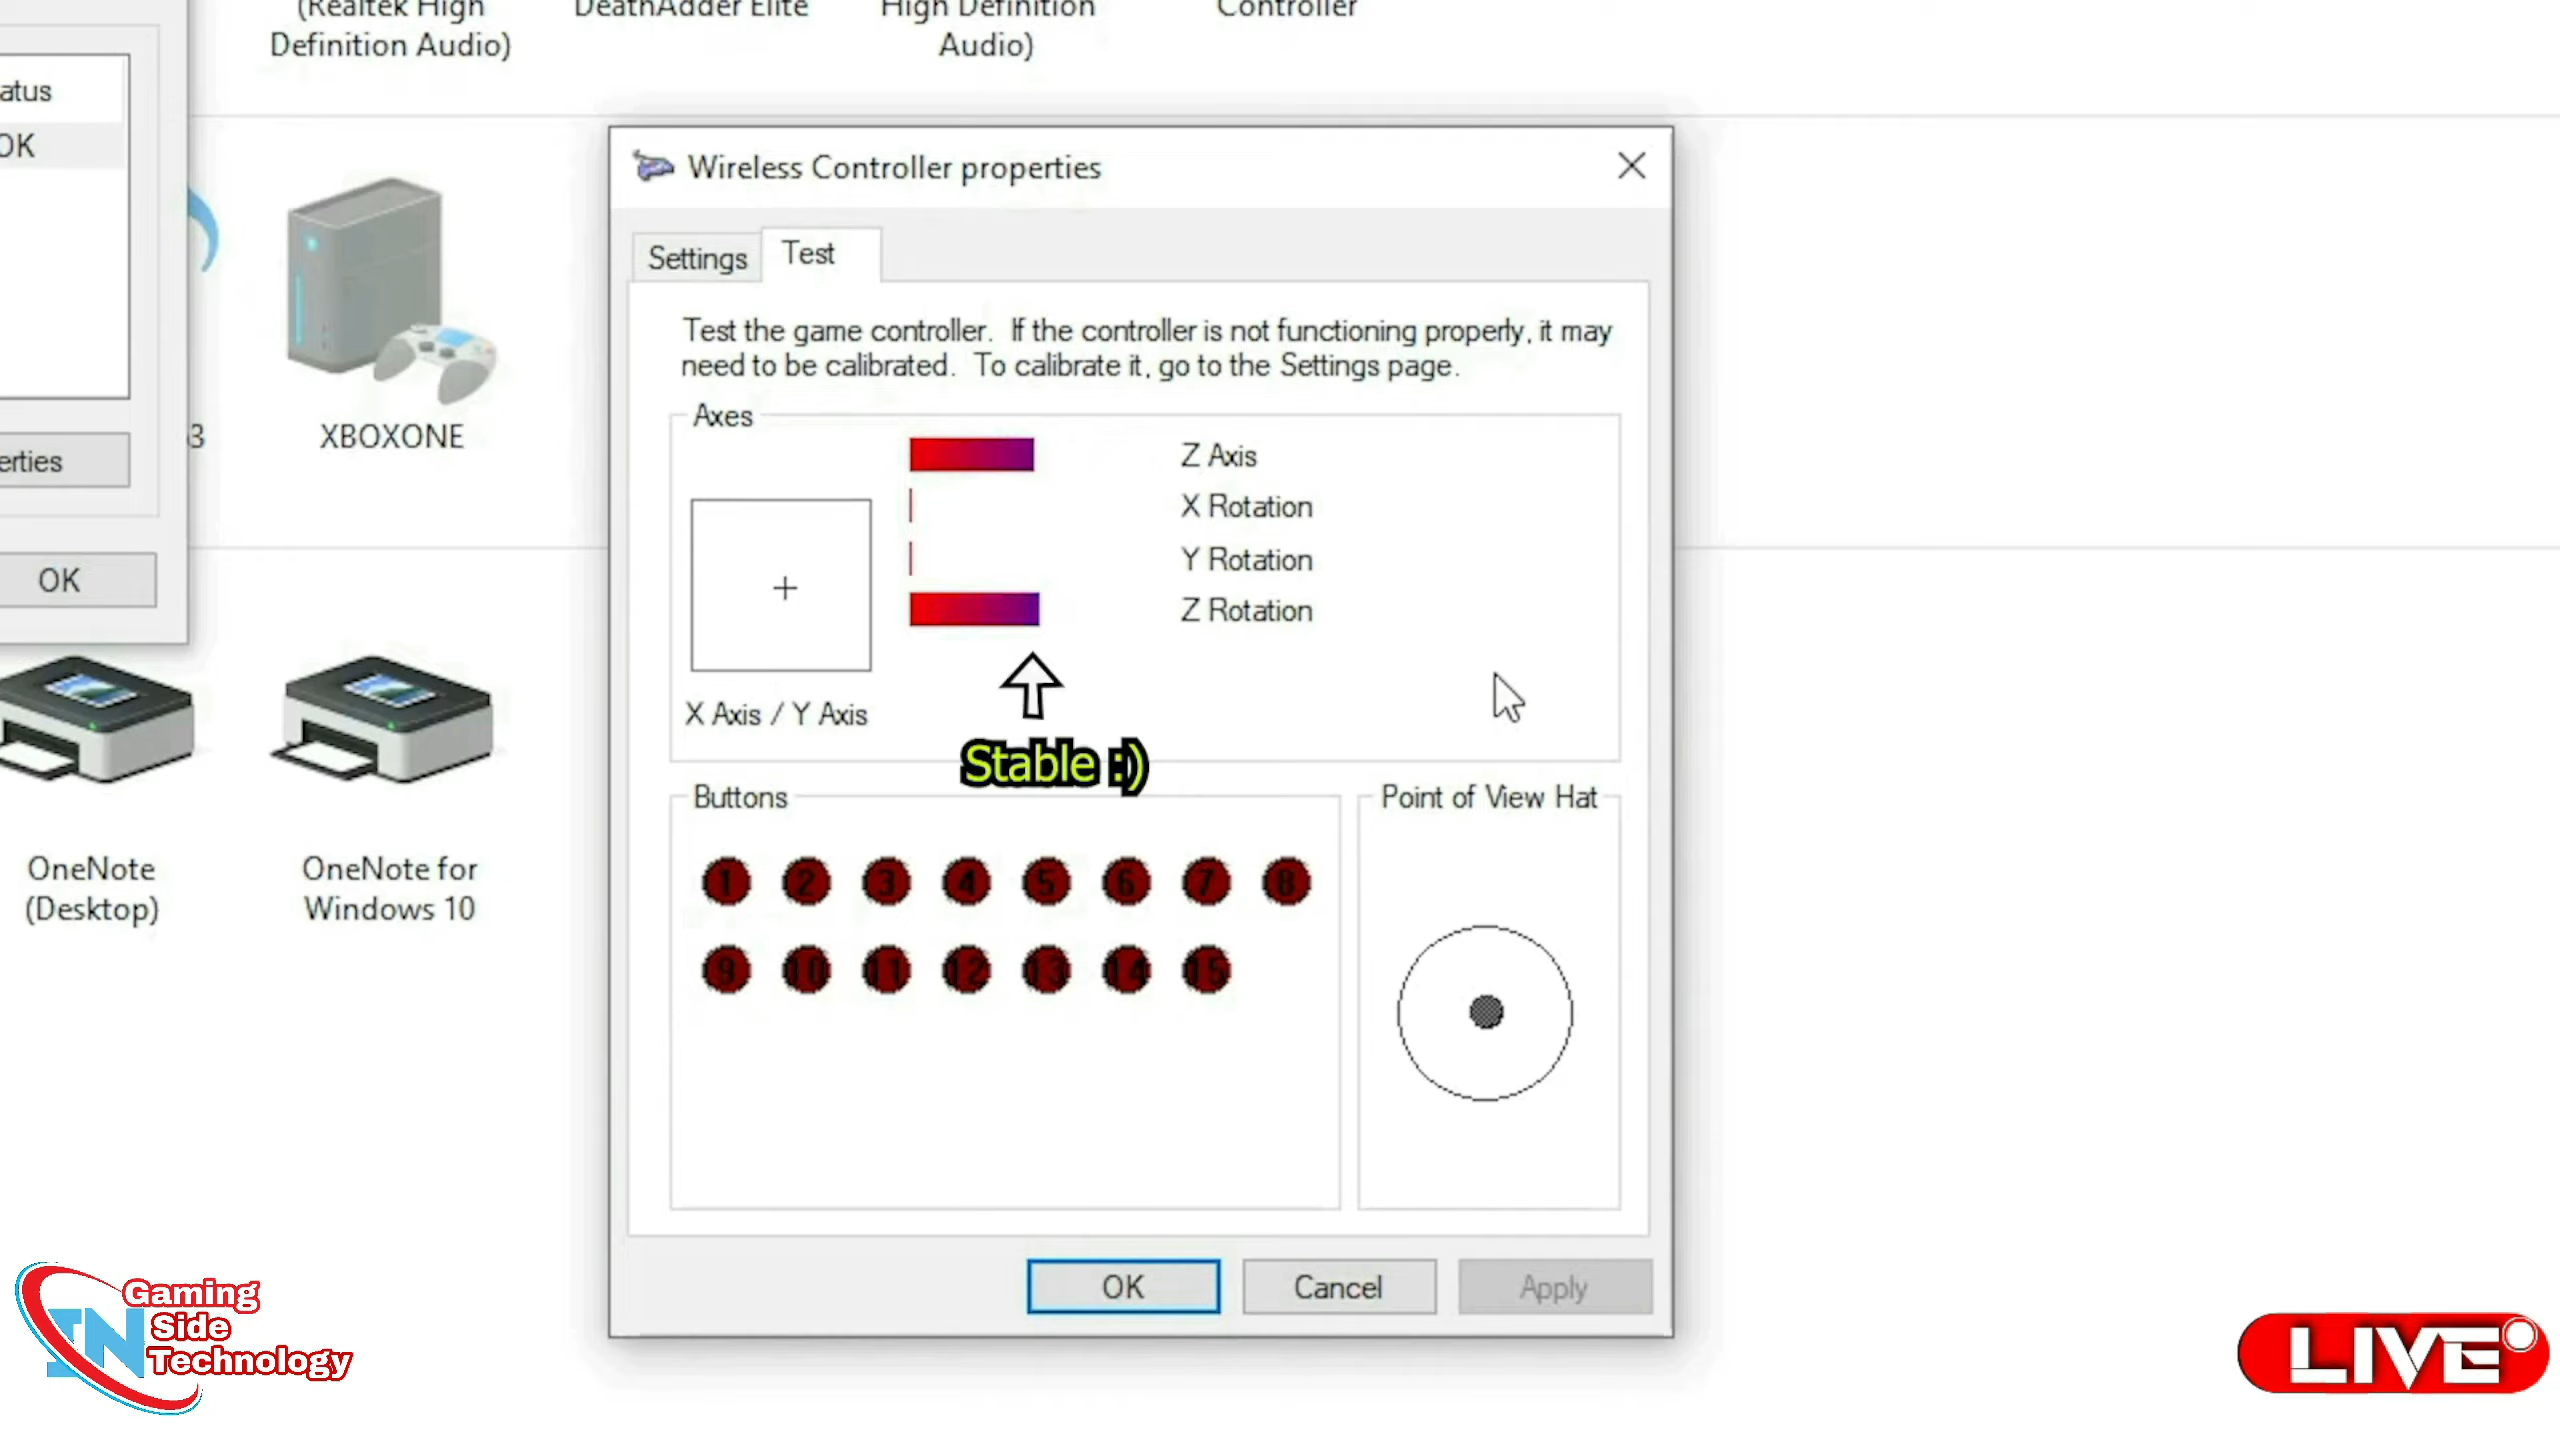 (Realtek High
Definition Audio)
DeathAdder Elite
High Definition
Audio)
Controller
atus
OK
erties
OK
3
XBOXONE
OneNote
(Desktop)
OneNote for
Windows 10
Wireless Controller properties
Settings
Test
Test the game controller. If the controller is not functioning properly, it may
need to be calibrated. To calibrate it, go to the Settings page.
Axes
Z Axis
X Rotation
Y Rotation
Z Rotation
X Axis / Y Axis
Stable :)
Buttons
1 2 3 4 5 6 7 8
9 10 11 12 13 14 15
Point of View Hat
OK
Cancel
Apply
IN
Gaming
Side
Technology
LIVE